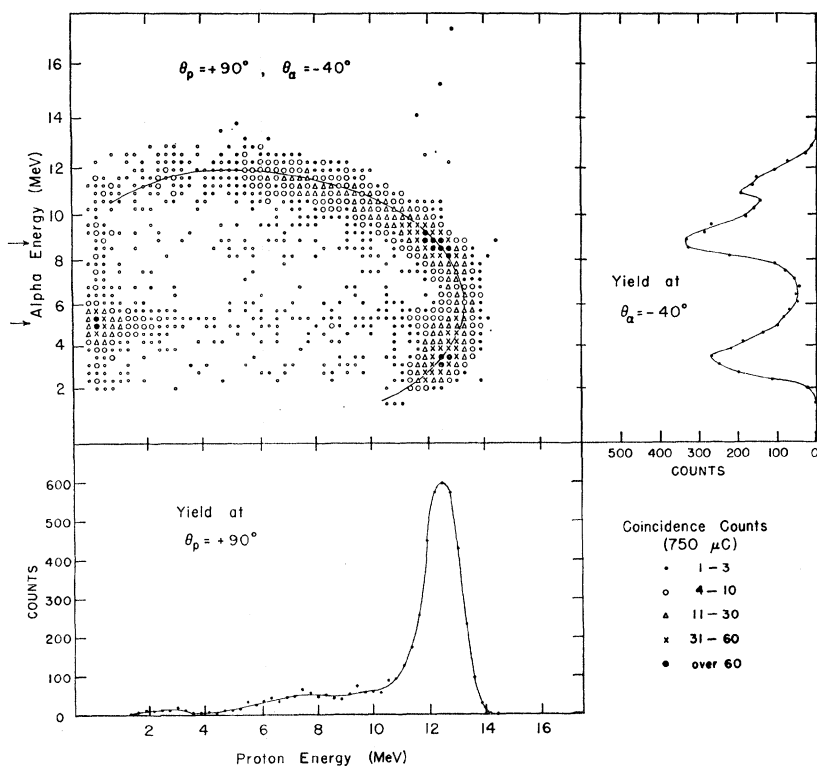 θp = +90° , θα = −40°
16
14
12
10
8
6
4
2
Alpha Energy (MeV)
Yield at
θα = −40°
500 400 300 200 100 0
COUNTS
600
500
400
300
200
100
0
COUNTS
Yield at
θp = +90°
2 4 6 8 10 12 14 16
Proton Energy (MeV)
Coincidence Counts
(750 μC)
• 1 − 3
○ 4 − 10
△ 11 − 30
× 31 − 60
● over 60